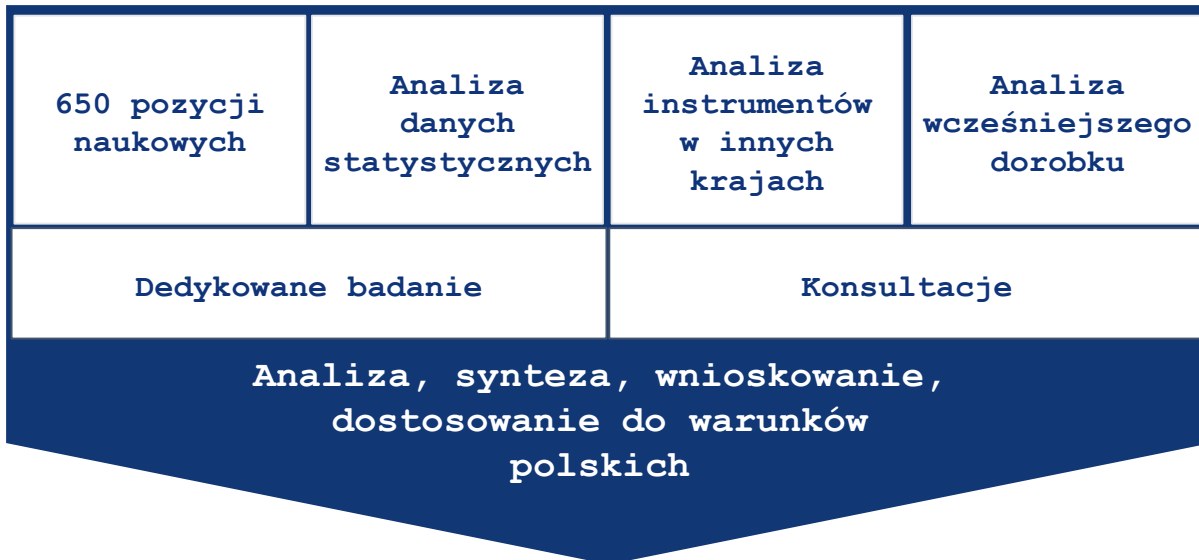 650 pozycji
naukowych
Analiza
danych
statystycznych
Analiza
instrumentów
w innych
krajach
Analiza
wcześniejszego
dorobku
Dedykowane badanie
Konsultacje
Analiza, synteza, wnioskowanie,
dostosowanie do warunków
polskich